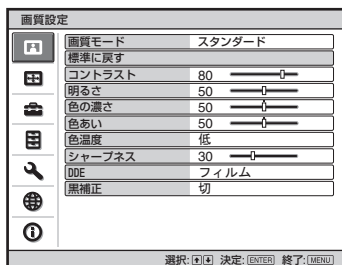 画質設定
画質モード スタンダード
標準に戻す
コントラスト 80
明るさ 50
色の濃さ 50
色あい 50
色温度 低
シャープネス 30
DDE フィルム
黒補正 切
選択:↑↓ 決定:ENTER 終了:MENU